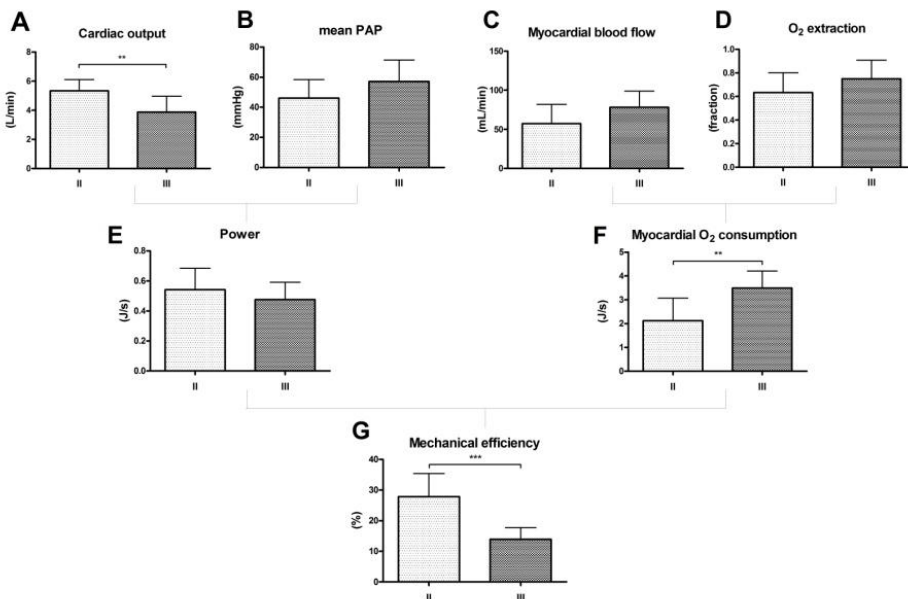 A
Cardiac output
(L/min)
8
6
4
2
0
**
II
III
B
mean PAP
(mmHg)
80
60
40
20
0
II
III
C
Myocardial blood flow
(mL/min)
150
100
50
0
II
III
D
O₂ extraction
(fraction)
1.0
0.8
0.6
0.4
0.2
0.0
II
III
E
Power
(J/s)
0.8
0.6
0.4
0.2
0.0
II
III
F
Myocardial O₂ consumption
(J/s)
5
4
3
2
1
0
**
II
III
G
Mechanical efficiency
(%)
40
30
20
10
0
***
II
III